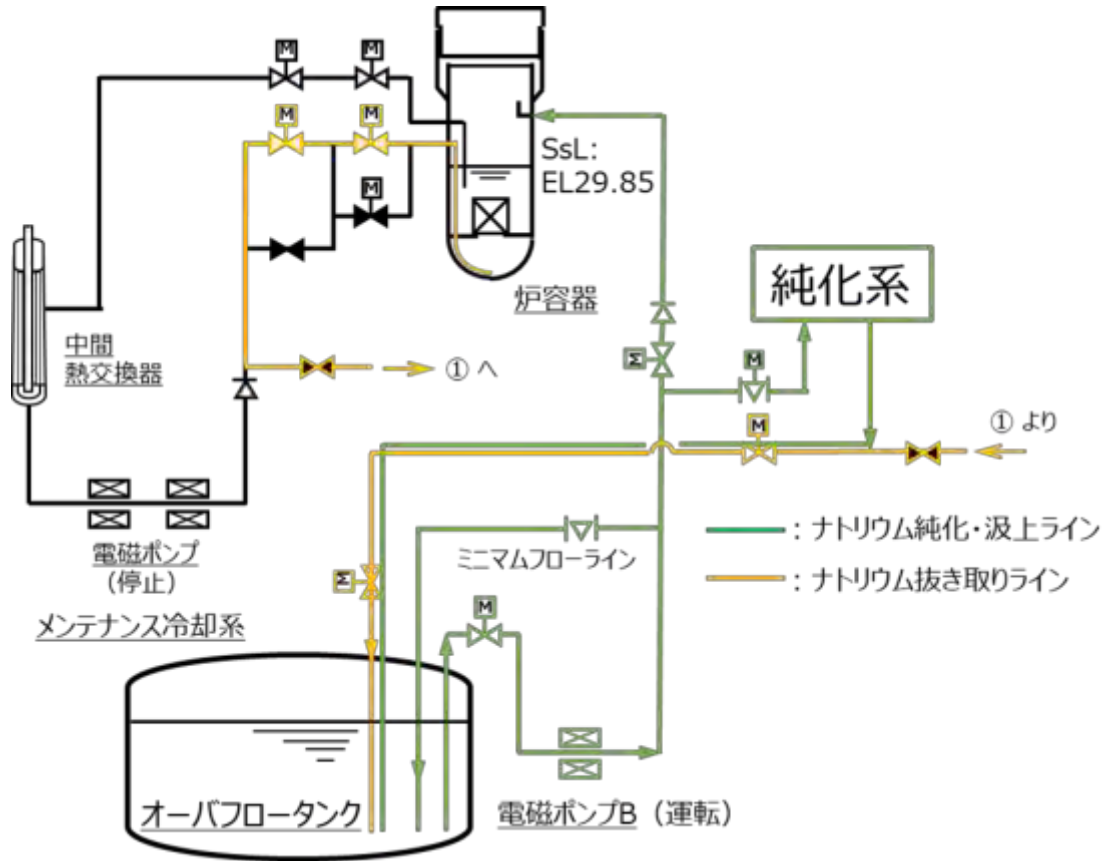 M
M
M
M
M
SsL:
EL29.85
炉容器
純化系
中間
熱交換器
① へ
M
M
M
① より
電磁ポンプ
(停止)
ミニマムフローライン
: ナトリウム純化・汲上ライン
: ナトリウム抜き取りライン
M
M
メンテナンス冷却系
オーバフロータンク
電磁ポンプB (運転)